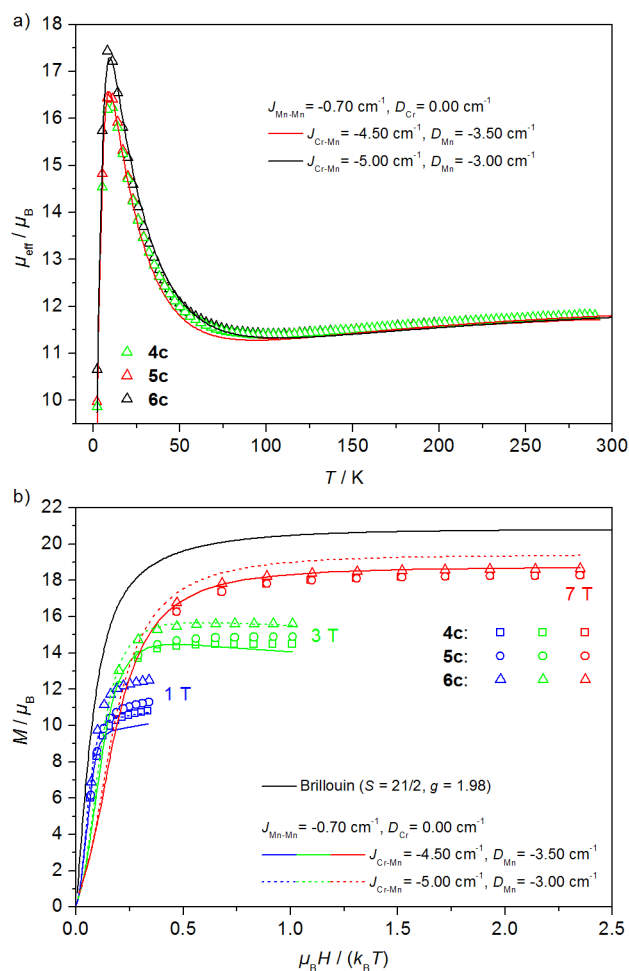 a)
18
17
16
15
14
13
12
11
10
μeff / μB
JMn-Mn = -0.70 cm⁻¹, DCr = 0.00 cm⁻¹
JCr-Mn = -4.50 cm⁻¹, DMn = -3.50 cm⁻¹
JCr-Mn = -5.00 cm⁻¹, DMn = -3.00 cm⁻¹
4c
5c
6c
0 50 100 150 200 250 300
T / K
b)
22
20
18
16
14
12
10
8
6
4
2
0
M / μB
7 T
3 T
1 T
4c:
5c:
6c:
Brillouin (S = 21/2, g = 1.98)
JMn-Mn = -0.70 cm⁻¹, DCr = 0.00 cm⁻¹
JCr-Mn = -4.50 cm⁻¹, DMn = -3.50 cm⁻¹
JCr-Mn = -5.00 cm⁻¹, DMn = -3.00 cm⁻¹
0.0 0.5 1.0 1.5 2.0 2.5
μBH / (kBT)